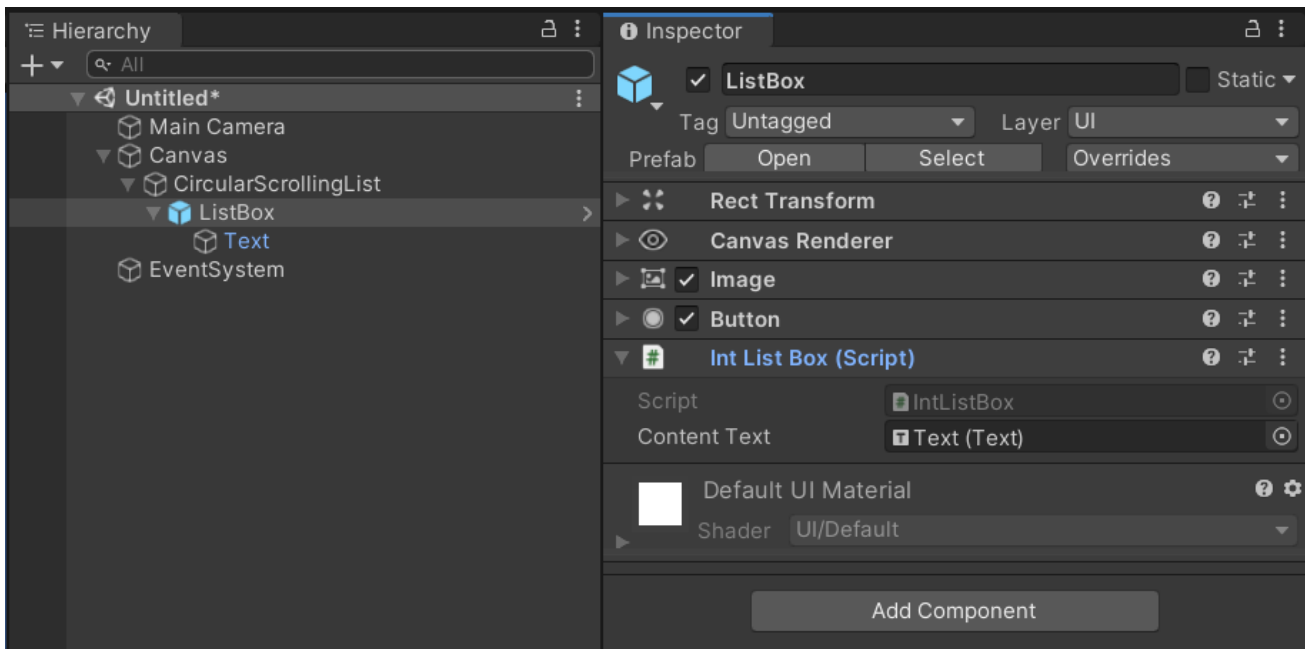 Hierarchy
All
Untitled*
Main Camera
Canvas
CircularScrollingList
ListBox
Text
EventSystem
Inspector
ListBox
Static
Tag Untagged Layer UI
Prefab Open Select Overrides
Rect Transform
Canvas Renderer
Image
Button
# Int List Box (Script)
Script IntListBox
Content Text Text (Text)
Default UI Material
Shader UI/Default
Add Component